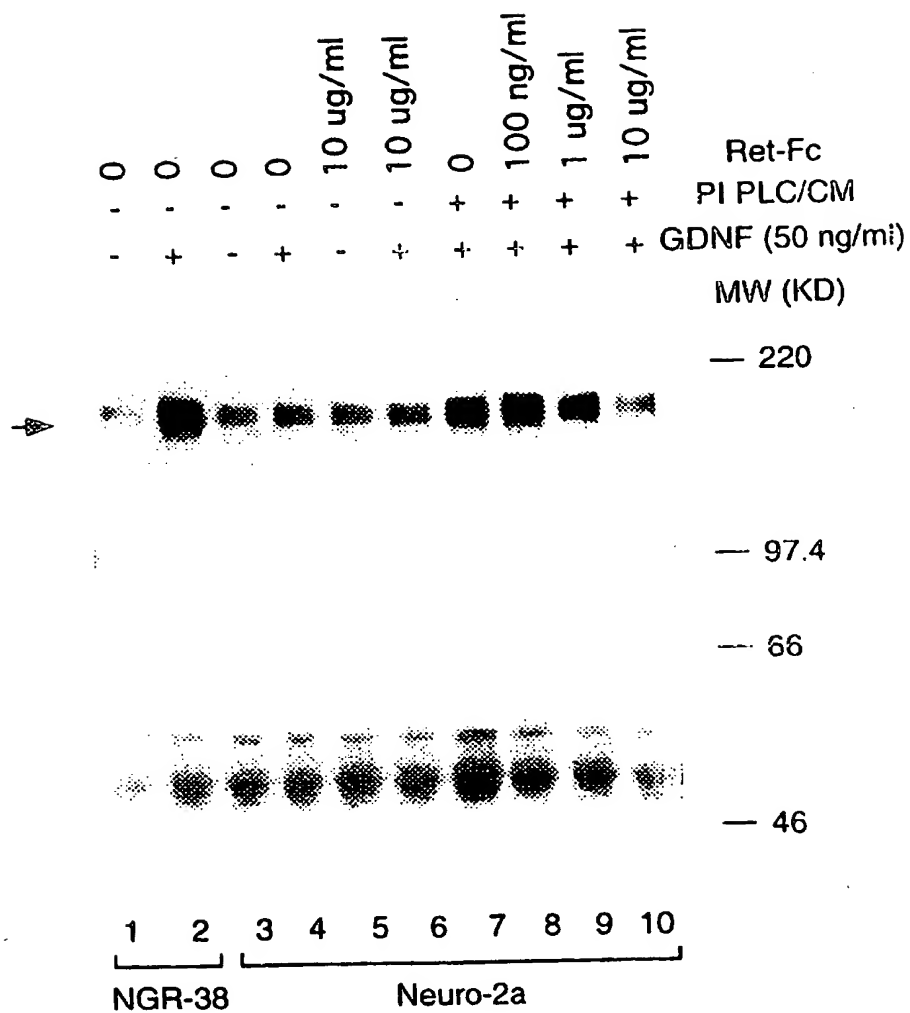 0 0 0 0 10 ug/ml 10 ug/ml 0 100 ng/ml 1 ug/ml 10 ug/ml Ret-Fc
- - - - - - + + + + PI PLC/CM
- + - + - + + + + + GDNF (50 ng/ml)
MW (KD)
— 220
— 97.4
— 66
— 46
1 2 3 4 5 6 7 8 9 10
NGR-38 Neuro-2a